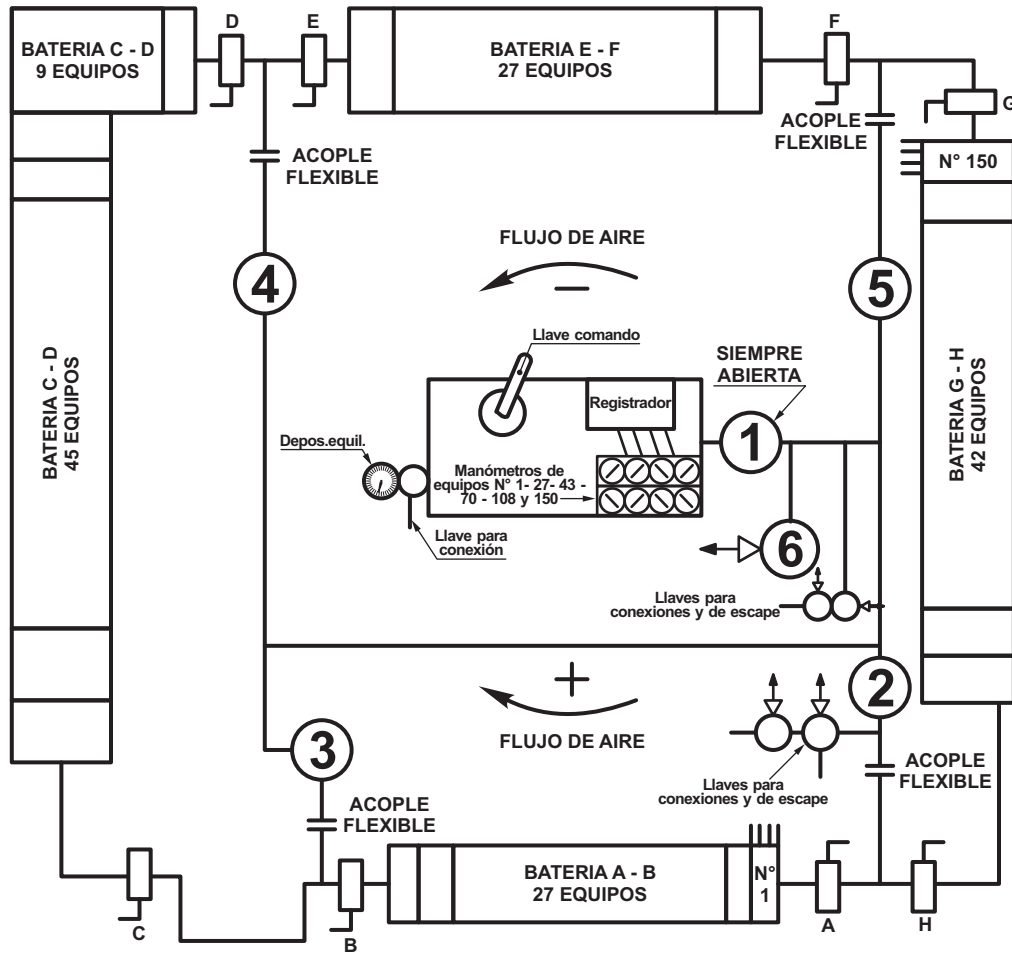 D
E
F
BATERIA C - D
9 EQUIPOS
BATERIA E - F
27 EQUIPOS
G
ACOPLE
FLEXIBLE
ACOPLE
FLEXIBLE
N° 150
FLUJO DE AIRE
−
4
5
Llave comando
SIEMPRE
ABIERTA
BATERIA C - D
45 EQUIPOS
BATERIA G - H
42 EQUIPOS
Registrador
1
Depos.equil.
Manómetros de
equipos N° 1- 27- 43 -
70 - 108 y 150
Llave para
conexión
6
Llaves para
conexiones y de escape
+
2
FLUJO DE AIRE
3
ACOPLE
FLEXIBLE
Llaves para
conexiones y de escape
ACOPLE
FLEXIBLE
BATERIA A - B
27 EQUIPOS
N°
1
C
B
A
H